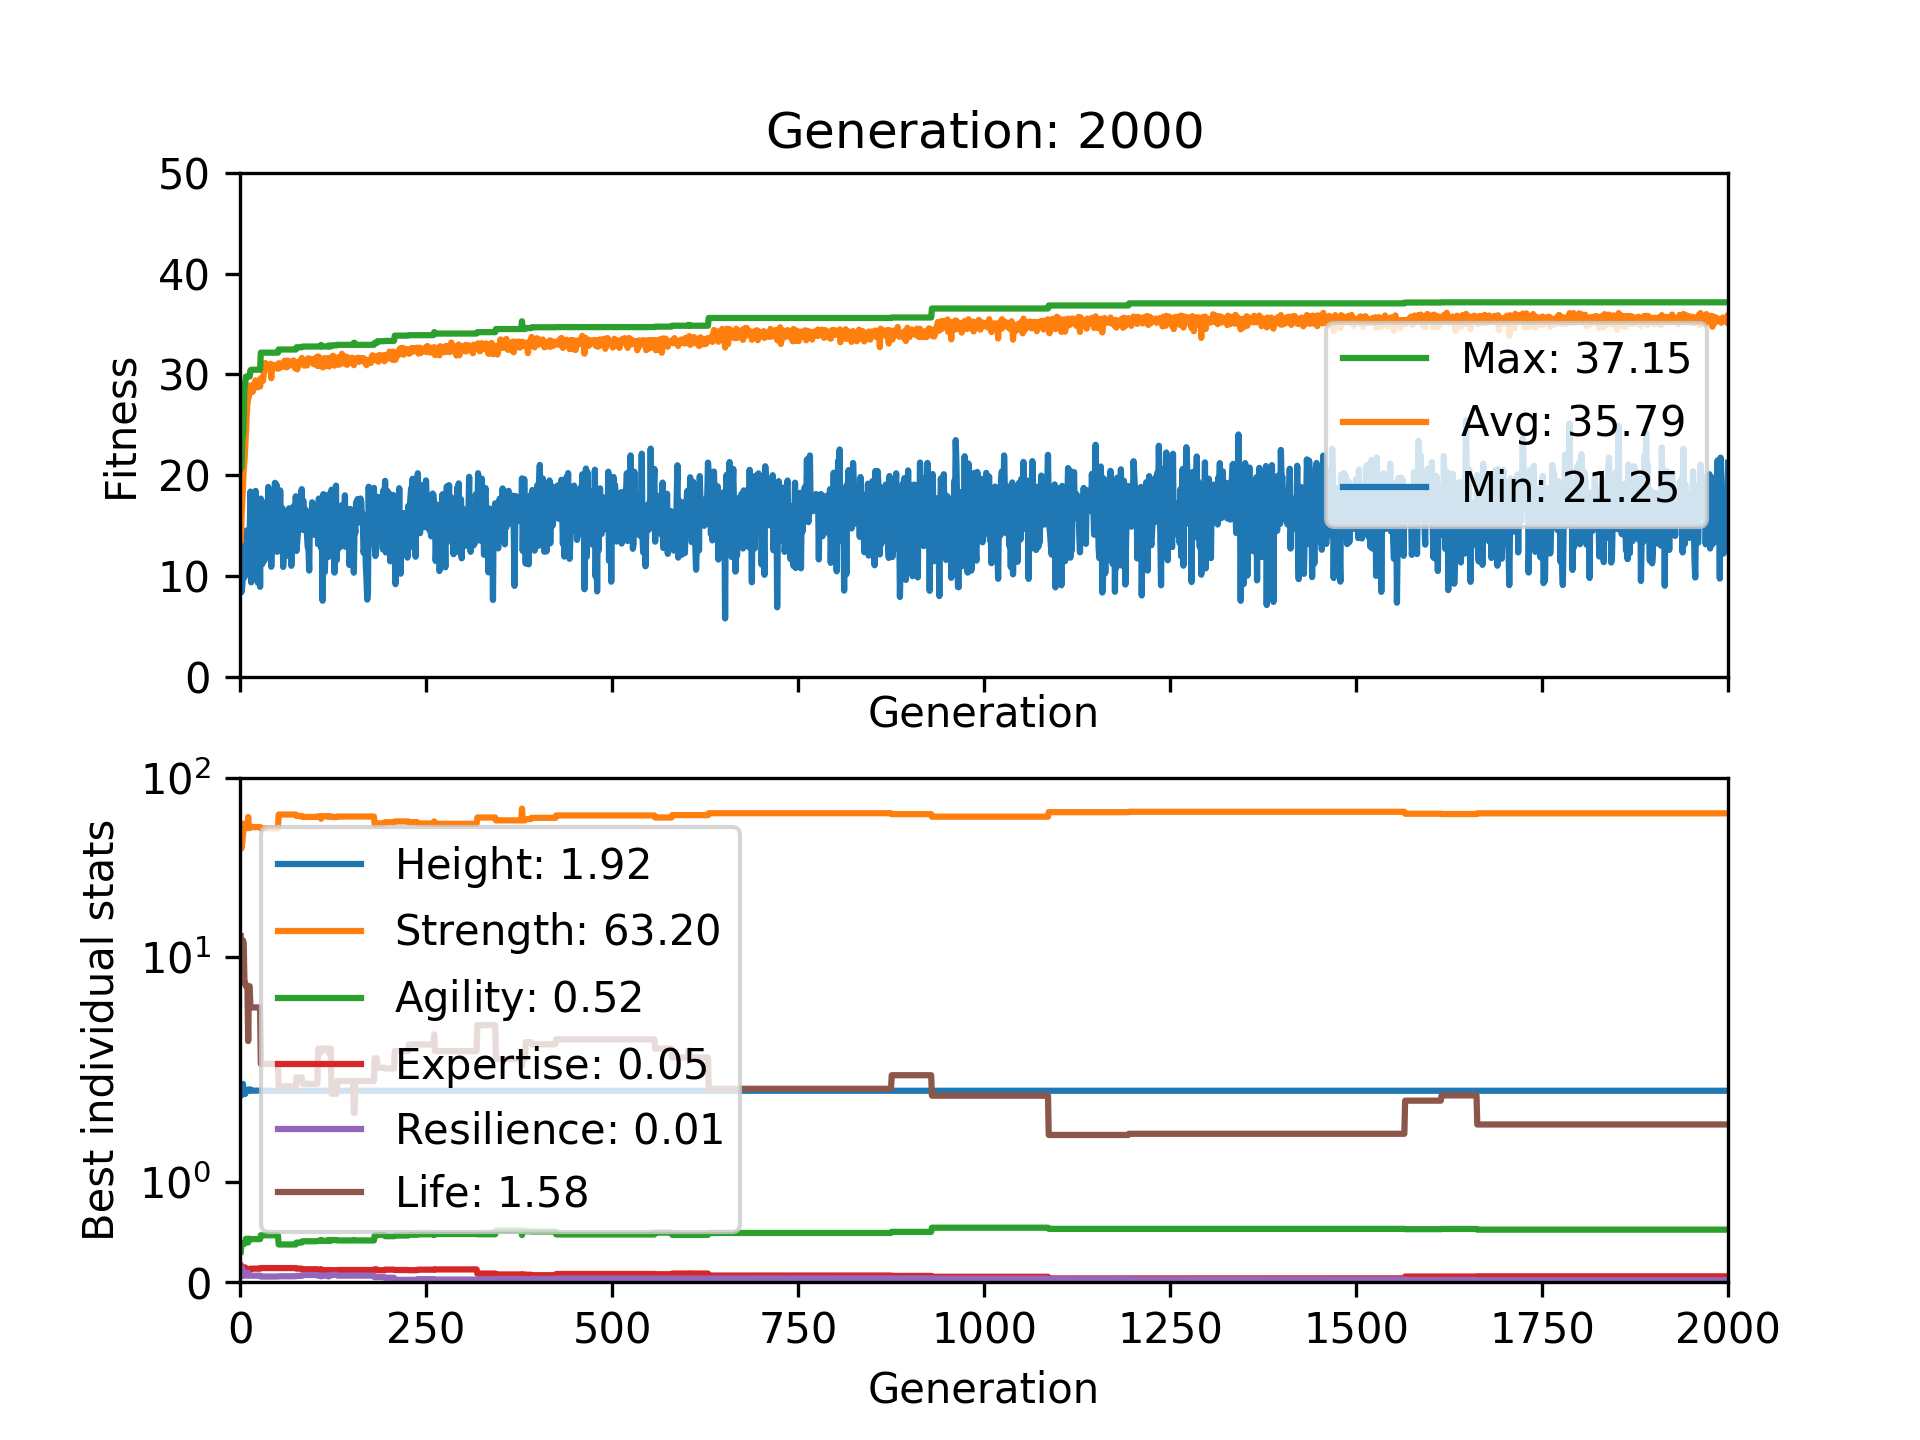 Generation: 2000
50
40
30
20
10
0
Fitness
Max: 37.15
Avg: 35.79
Min: 21.25
Generation
10²
10¹
10⁰
0
Best individual stats
Height: 1.92
Strength: 63.20
Agility: 0.52
Expertise: 0.05
Resilience: 0.01
Life: 1.58
0 250 500 750 1000 1250 1500 1750 2000
Generation